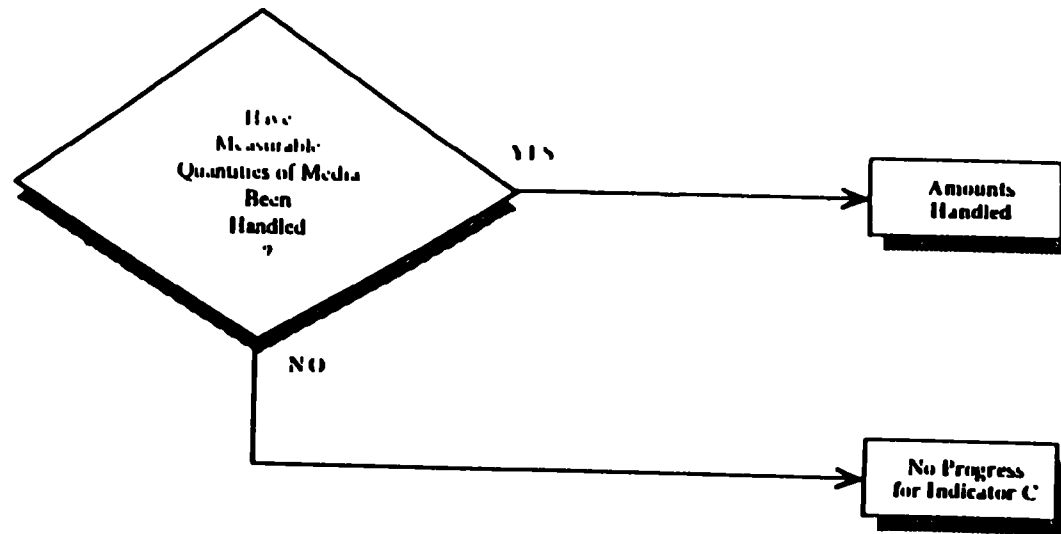 Have
Measurable
Quantities of Media
Been
Handled
?
YES
Amounts
Handled
NO
No Progress
for Indicator C